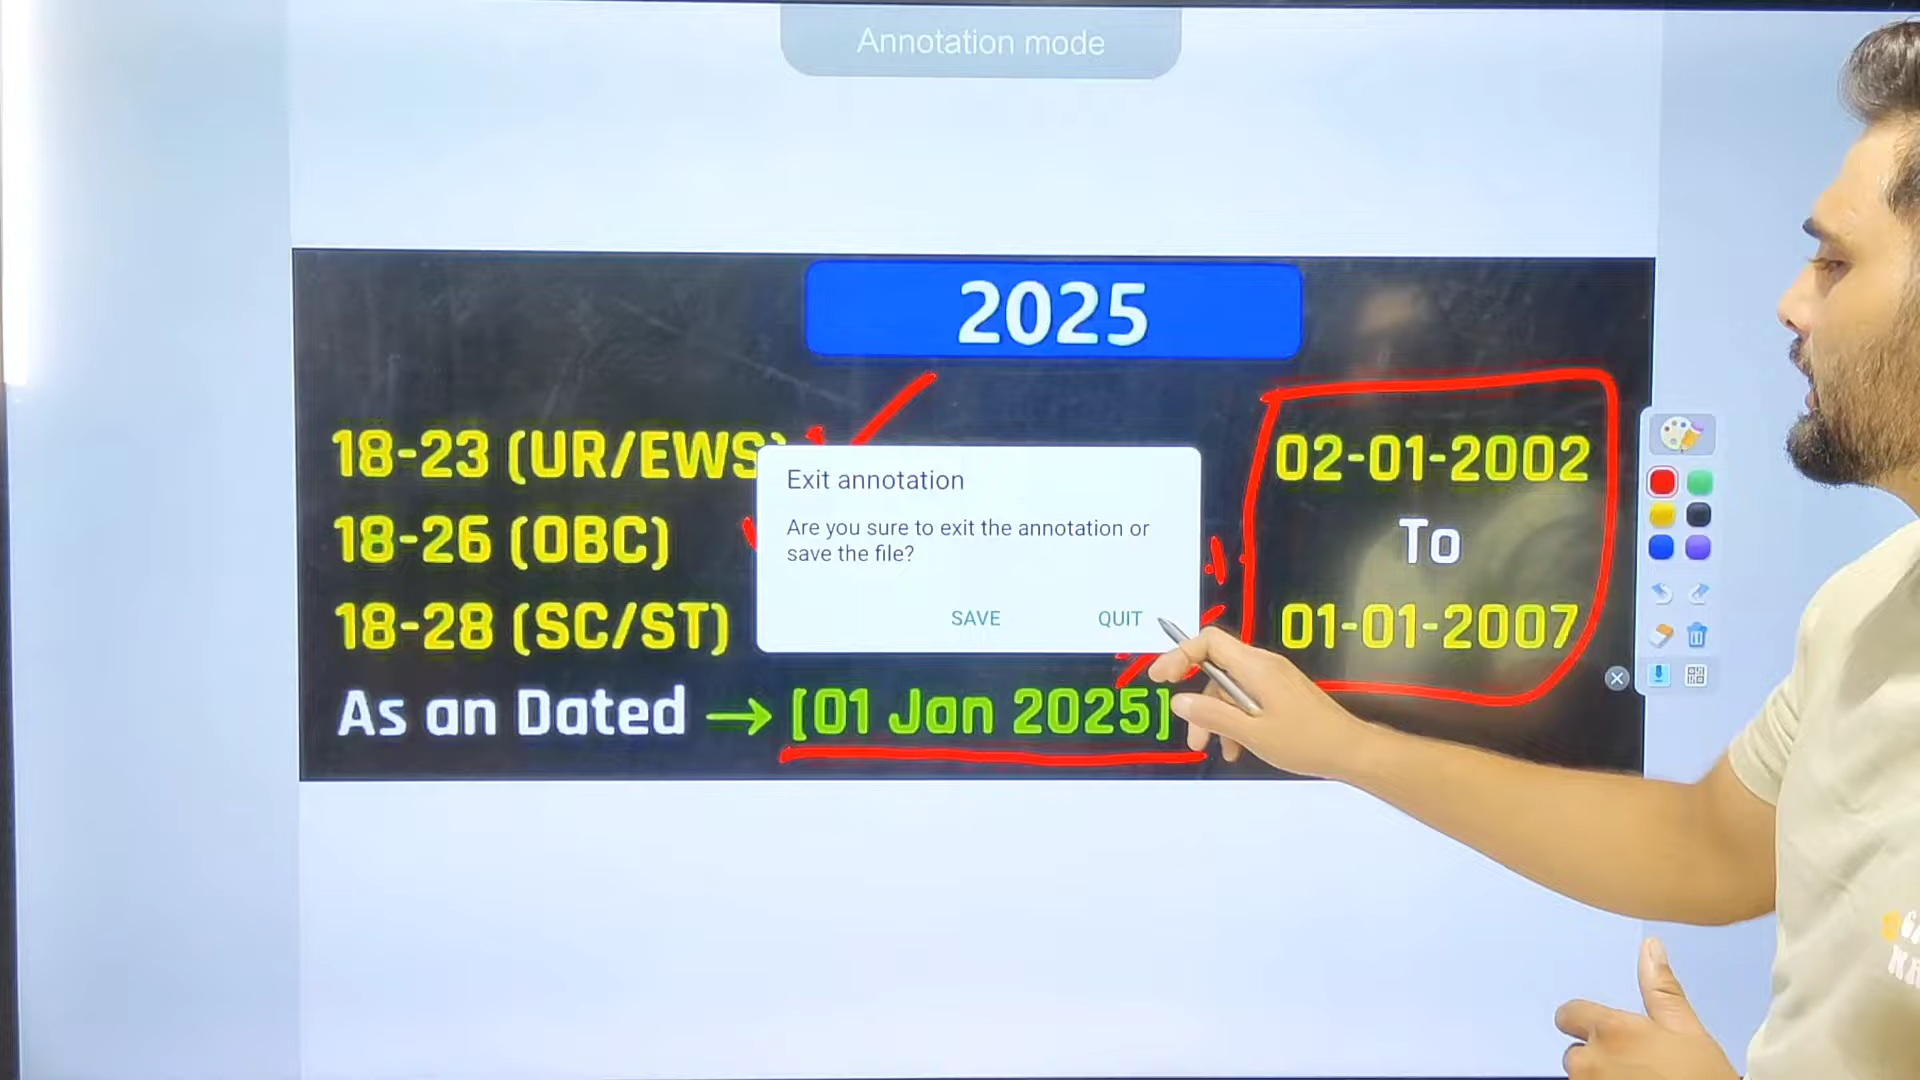 Annotation mode
2025
18-23 (UR/EWS)
18-26 (OBC)
18-28 (SC/ST)
As an Dated → [01 Jan 2025]
Exit annotation
Are you sure to exit the annotation or
save the file?
SAVE QUIT
02-01-2002
To
01-01-2007